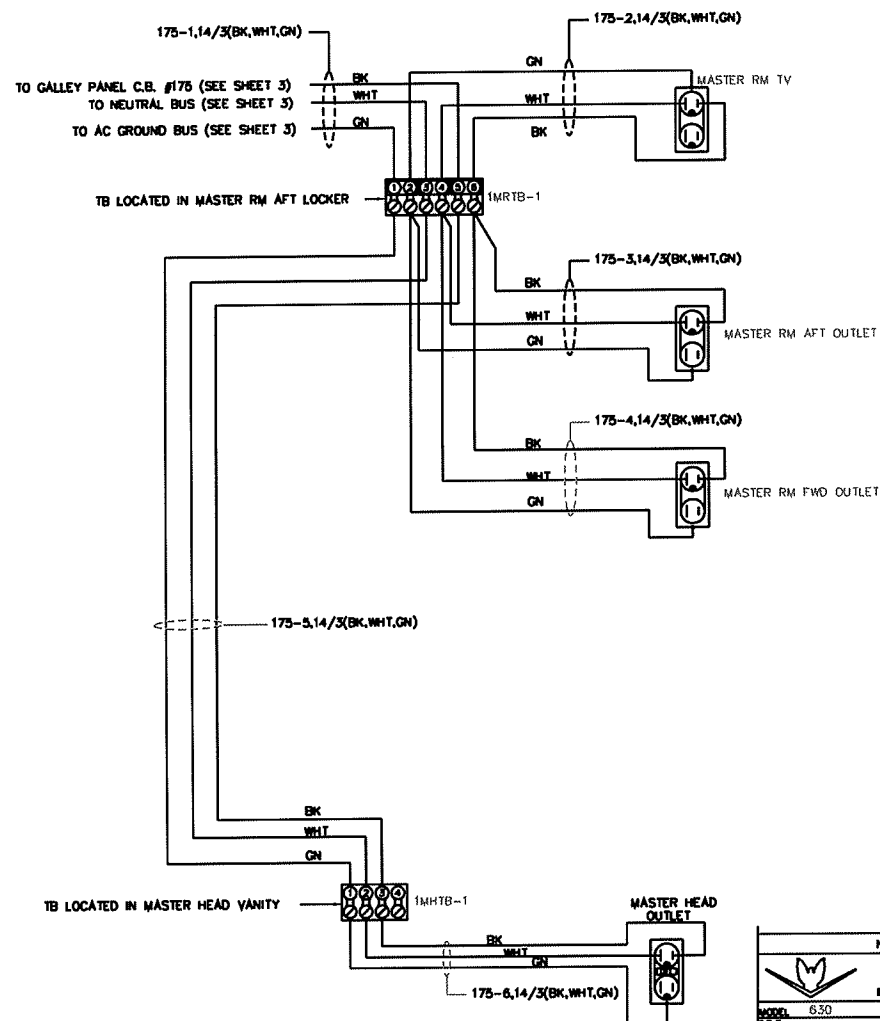 175-1,14/3(BK,WHT,GN)
175-2,14/3(BK,WHT,GN)
GN
MASTER RM TV
TO GALLEY PANEL C.B. #175 (SEE SHEET 3)
BK
TO NEUTRAL BUS (SEE SHEET 3)
WHT
WHT
TO AC GROUND BUS (SEE SHEET 3)
GN
BK
1 2 3 4 5 6
TB LOCATED IN MASTER RM AFT LOCKER
1MRTB-1
175-3,14/3(BK,WHT,GN)
BK
WHT
MASTER RM AFT OUTLET
GN
175-4,14/3(BK,WHT,GN)
BK
WHT
MASTER RM FWD OUTLET
GN
175-5,14/3(BK,WHT,GN)
BK
WHT
GN
1 2 3 4
TB LOCATED IN MASTER HEAD VANITY
1MHTB-1
MASTER HEAD
OUTLET
BK
WHT
GN
175-6,14/3(BK,WHT,GN)
MODEL 630